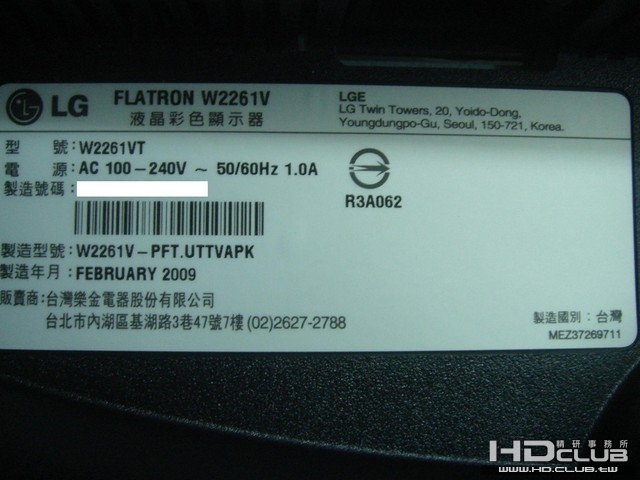 LG
FLATRON W2261V
液晶彩色顯示器
LGE
LG Twin Towers, 20, Yoido-Dong,
Youngdungpo-Gu, Seoul, 150-721, Korea.
型 號: W2261VT
電 源: AC 100-240V ~ 50/60Hz 1.0A
製造號碼:
R3A062
製造型號: W2261V-PFT.UTTVAPK
製造年月: FEBRUARY 2009
販賣商: 台灣樂金電器股份有限公司
台北市內湖區基湖路3巷47號7樓 (02)2627-2788
製造國別: 台灣
MEZ37269711
HDCLUB 精研事務所
WWW.HD.CLUB.TW